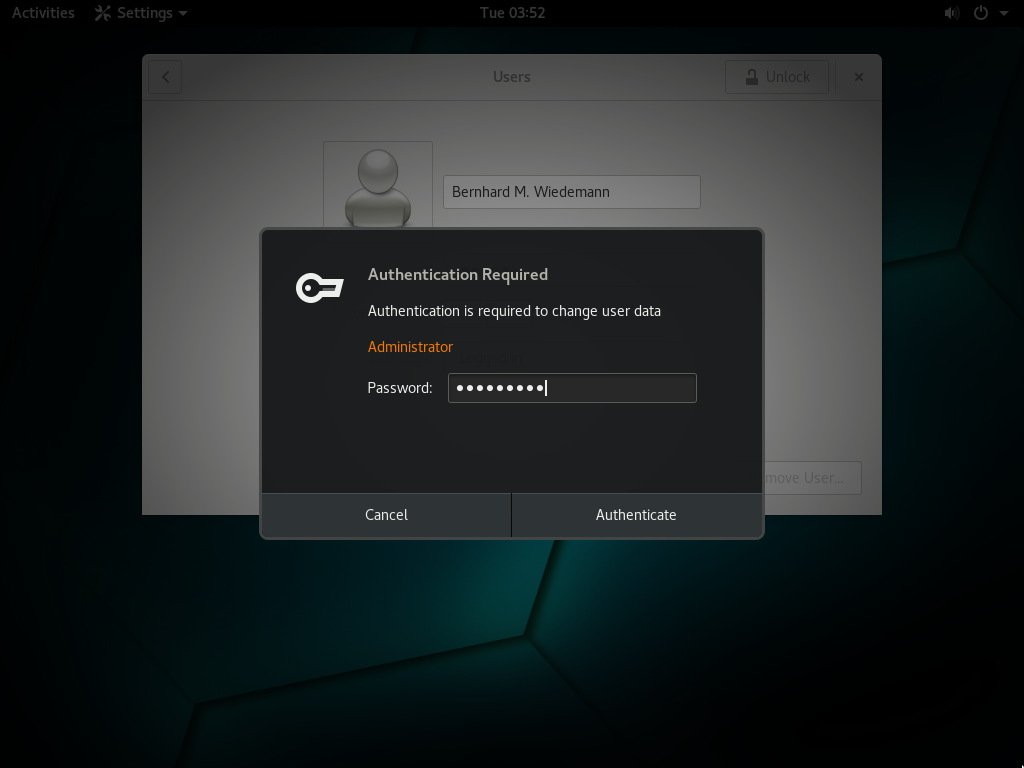 Activities Settings Tue 03:52
Users Unlock
Bernhard M. Wiedemann
Authentication Required
Authentication is required to change user data
Administrator
Password: •••••••••
move User...
Cancel Authenticate